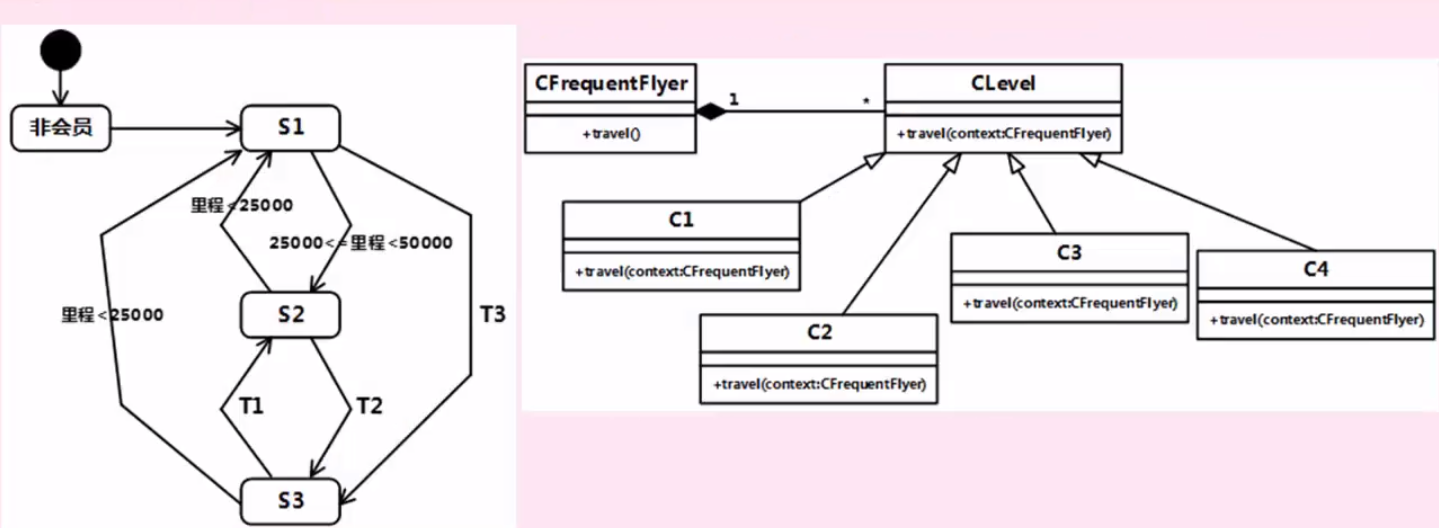 非会员
S1
里程<25000
25000<=里程<50000
里程<25000
S2
T3
T1
T2
S3
CFrequentFlyer
+travel()
1
*
CLevel
+travel(context:CFrequentFlyer)
C1
+travel(context:CFrequentFlyer)
C2
+travel(context:CFrequentFlyer)
C3
+travel(context:CFrequentFlyer)
C4
+travel(context:CFrequentFlyer)